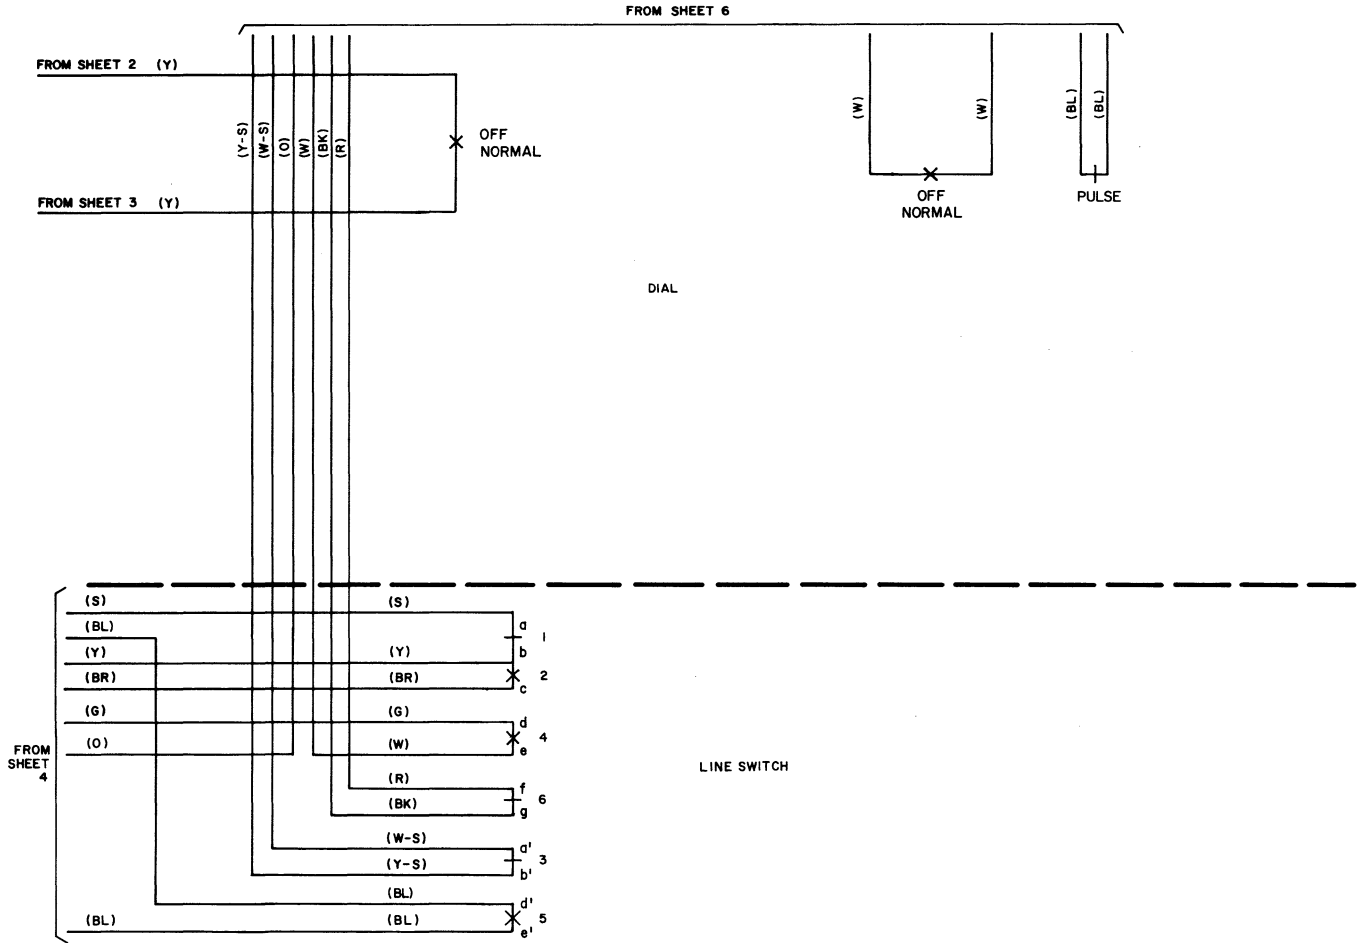 FROM SHEET 6
FROM SHEET 2 (Y)
(Y-S)
(W-S)
(O)
(W)
(BK)
(R)
OFF
NORMAL
FROM SHEET 3 (Y)
(W)
(W)
OFF
NORMAL
(BL)
(BL)
PULSE
DIAL
(S) (S)
a
(BL)
1
(Y) (Y) b
2
(BR) (BR) c
(G) (G) d
4
(O) (W) e
FROM
SHEET
4
LINE SWITCH
(R) f
6
(BK) g
(W-S) a'
3
(Y-S) b'
(BL) d'
5
(BL) (BL) e'